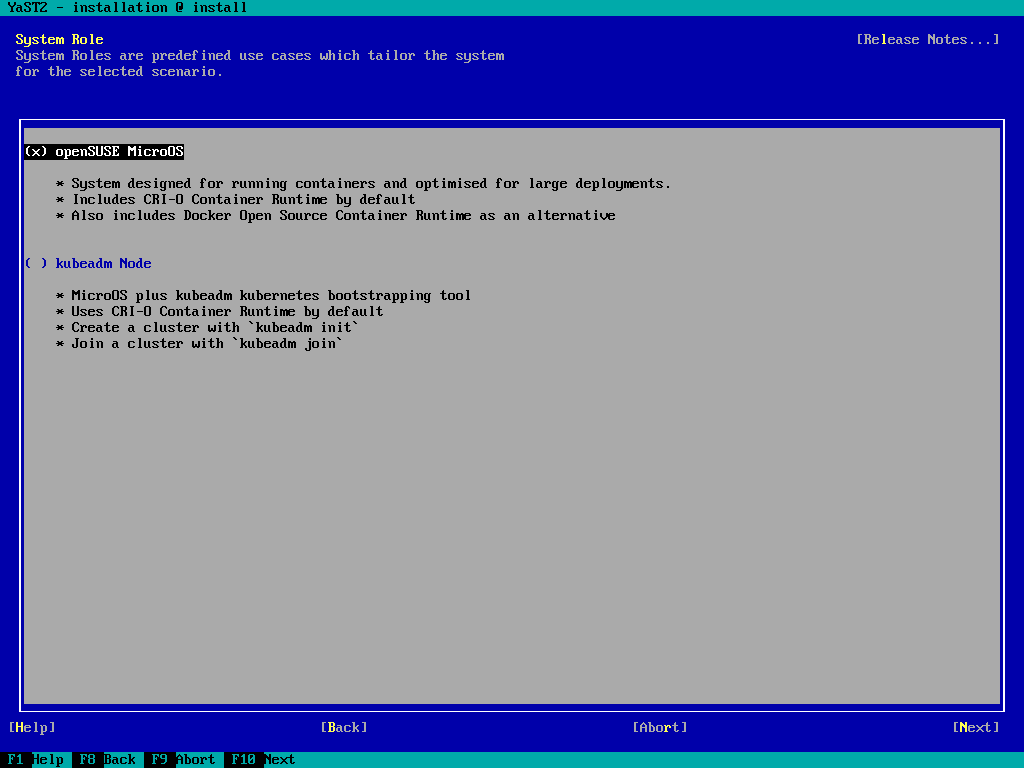 YaST2 - installation @ install
System Role
[Release Notes...]
System Roles are predefined use cases which tailor the system
for the selected scenario.
(x) openSUSE MicroOS
* System designed for running containers and optimised for large deployments.
* Includes CRI-O Container Runtime by default
* Also includes Docker Open Source Container Runtime as an alternative
( ) kubeadm Node
* MicroOS plus kubeadm kubernetes bootstrapping tool
* Uses CRI-O Container Runtime by default
* Create a cluster with `kubeadm init`
* Join a cluster with `kubeadm join`
[Help] [Back] [Abort] [Next]
F1 Help F8 Back F9 Abort F10 Next